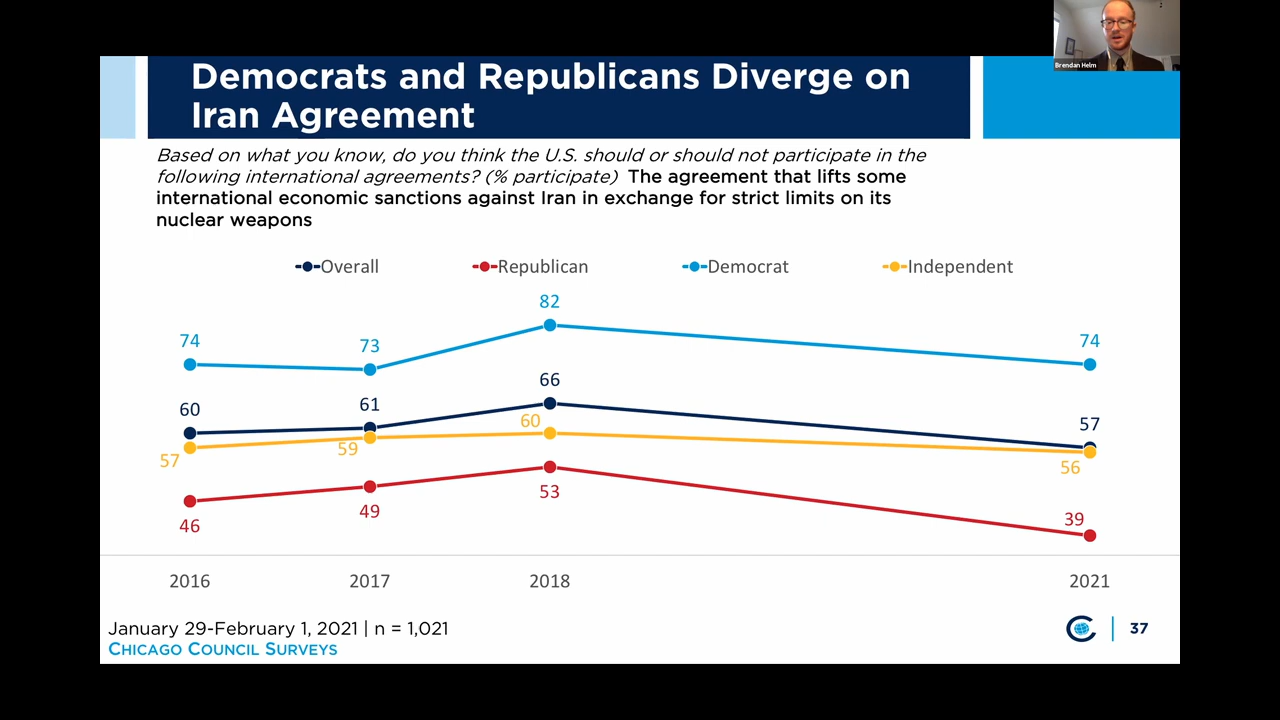 Brendan Helm
Democrats and Republicans Diverge on
Iran Agreement
Based on what you know, do you think the U.S. should or should not participate in the
following international agreements? (% participate) The agreement that lifts some
international economic sanctions against Iran in exchange for strict limits on its
nuclear weapons
Overall Republican Democrat Independent
82
74 73 74
66
60 61 60 57
57 59 56
53
46 49 39
2016 2017 2018 2021
January 29-February 1, 2021 | n = 1,021
CHICAGO COUNCIL SURVEYS
37